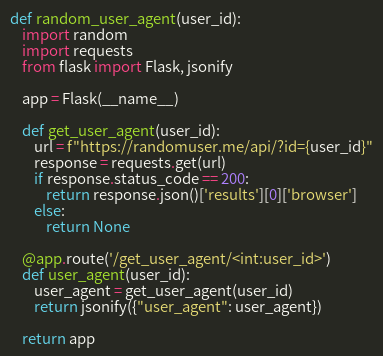 def random_user_agent(user_id):
import random
import requests
from flask import Flask, jsonify
app = Flask(__name__)
def get_user_agent(user_id):
url = f"https://randomuser.me/api/?id={user_id}"
response = requests.get(url)
if response.status_code == 200:
return response.json()['results'][0]['browser']
else:
return None
@app.route('/get_user_agent/<int:user_id>')
def user_agent(user_id):
user_agent = get_user_agent(user_id)
return jsonify({"user_agent": user_agent})
return app